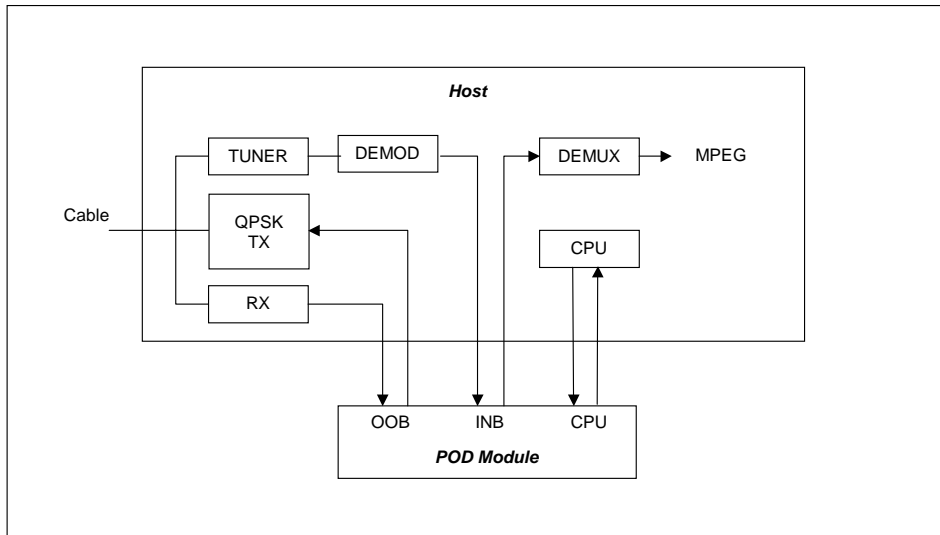 Host
TUNER
DEMOD
DEMUX
MPEG
Cable
QPSK
TX
CPU
RX
OOB
INB
CPU
POD Module